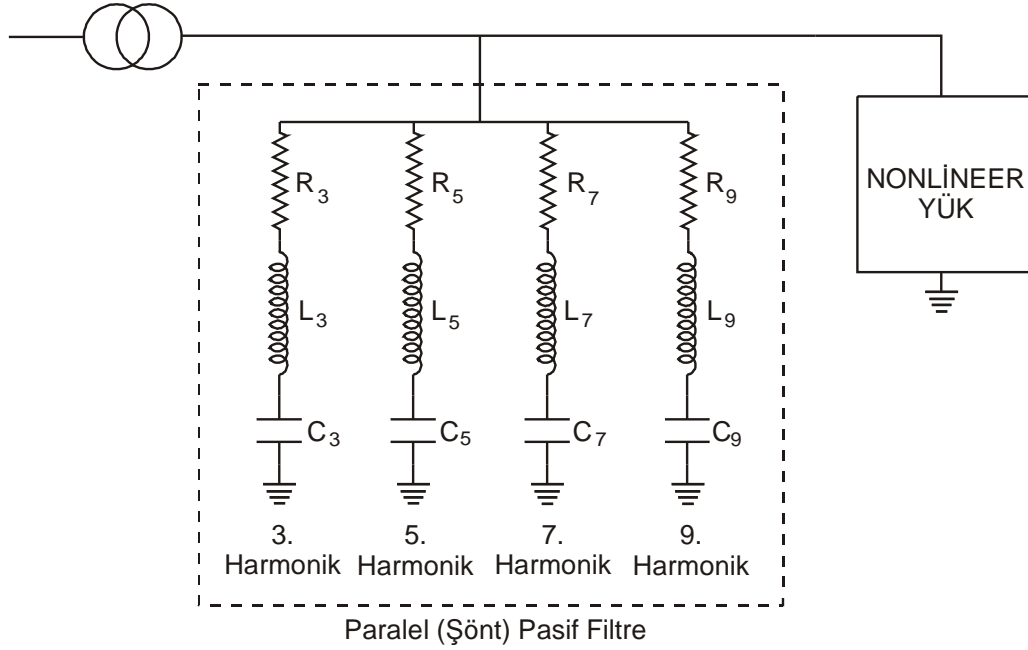 R3
R5
R7
R9
NONLİNEER
YÜK
L3
L5
L7
L9
C3
C5
C7
C9
3.
Harmonik
5.
Harmonik
7.
Harmonik
9.
Harmonik
Paralel (Şönt) Pasif Filtre